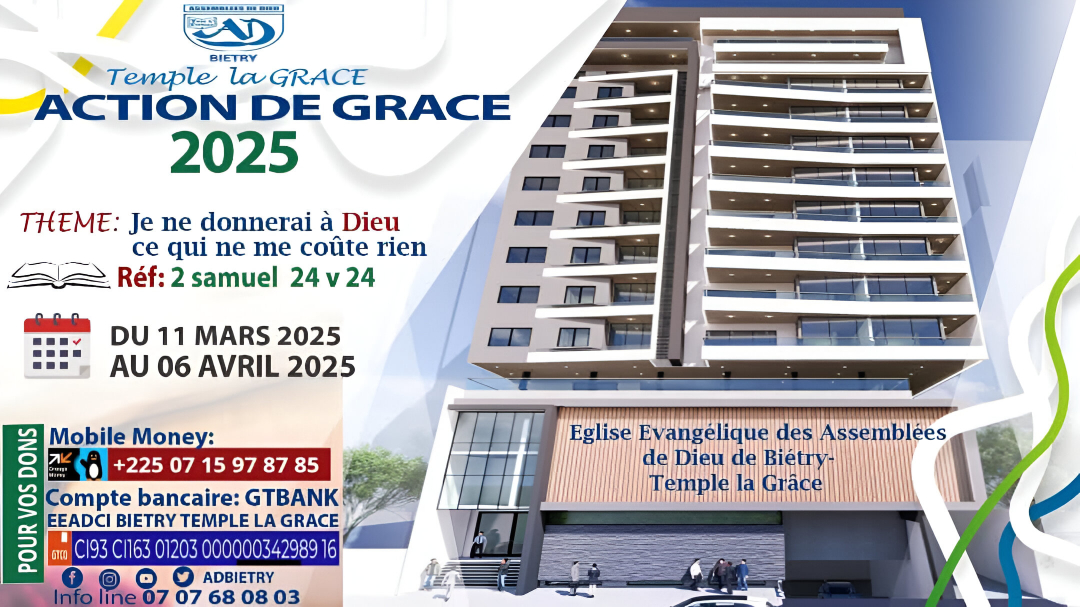 ASSEMBLEES DE DIEU
AD
BIETRY
Temple la GRACE
ACTION DE GRACE
2025
THEME: Je ne donnerai à Dieu
ce qui ne me coûte rien
Réf: 2 samuel 24 v 24
DU 11 MARS 2025
AU 06 AVRIL 2025
POUR VOS DONS
Mobile Money:
+225 07 15 97 87 85
Compte bancaire: GTBANK
EEADCI BIETRY TEMPLE LA GRACE
GTCO
CI93 CI163 01203 000000342989 16
ADBIETRY
Info line 07 07 68 08 03
Eglise Evangélique des Assemblées
de Dieu de Biétry-
Temple la Grâce